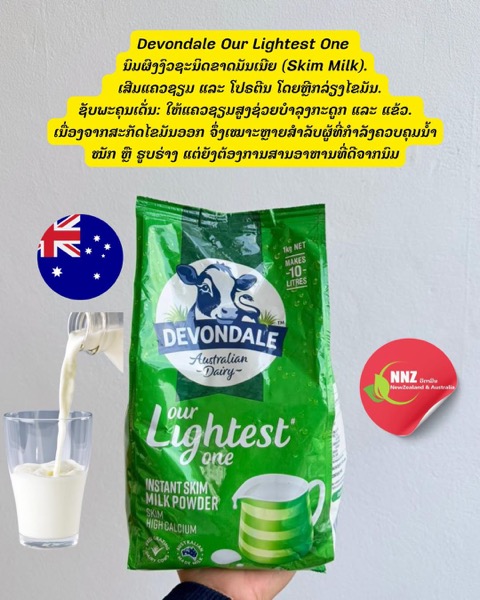 Devondale Our Lightest One
ນົມຜົງງົວຊະນິດຂາດມັນເນີຍ (Skim Milk).
ເສີມແຄວຊຽມ ແລະ ໂປຣຕີນ ໂດຍຫຼີກລ່ຽງໄຂມັນ.
ຊັບພະຄຸນເດັ່ນ: ໃຫ້ແຄວຊຽມສູງຊ່ວຍບຳລຸງກະດູກ ແລະ ແຂ້ວ.
ເນື່ອງຈາກສະກັດໄຂມັນອອກ ຈຶ່ງເໝາະຫຼາຍສຳລັບຜູ້ທີ່ກຳລັງຄວບຄຸມນ້ຳ
ໜັກ ຫຼື ຮູບຮ່າງ ແຕ່ຍັງຕ້ອງການສານອາຫານທີ່ດີຈາກນົມ
1kg NET
MAKES
-10-
LITRES
DEVONDALE™
Australian
-Dairy-
our
Lightest*
one
INSTANT SKIM
MILK POWDER
SKIM
HIGH CALCIUM
NNZ
NewZealand & Australia